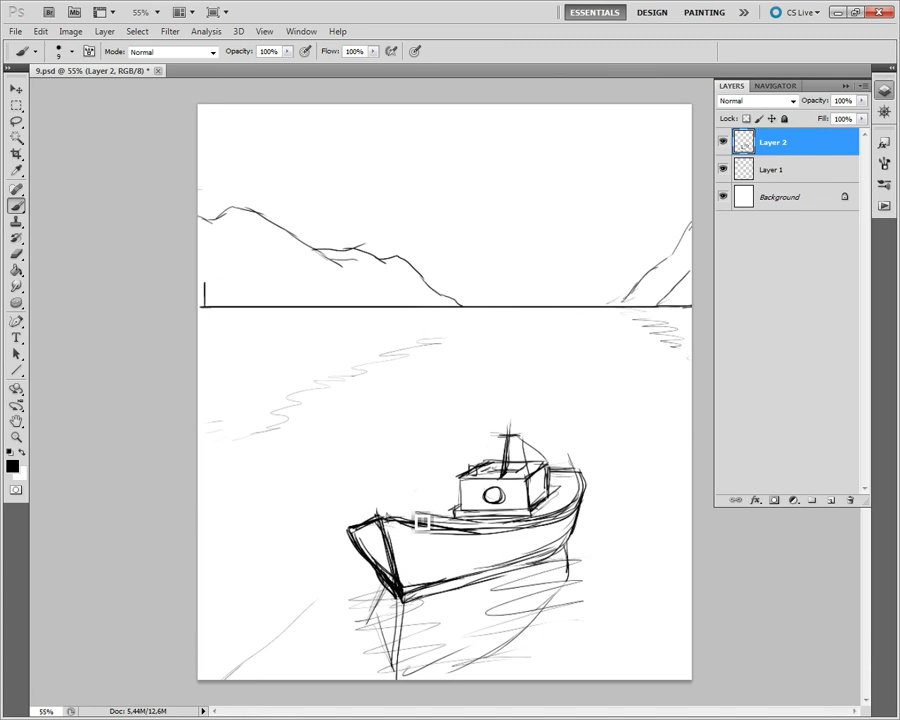 Ps Br Mb 55% ESSENTIALS DESIGN PAINTING CS Live
File Edit Image Layer Select Filter Analysis 3D View Window Help
9 Mode: Normal Opacity: 100% Flow: 100%
9.psd @ 55% (Layer 2, RGB/8) *
LAYERS NAVIGATOR
Normal Opacity: 100%
Lock: Fill: 100%
Layer 2
Layer 1
Background
55% Doc: 5,44M/12,6M